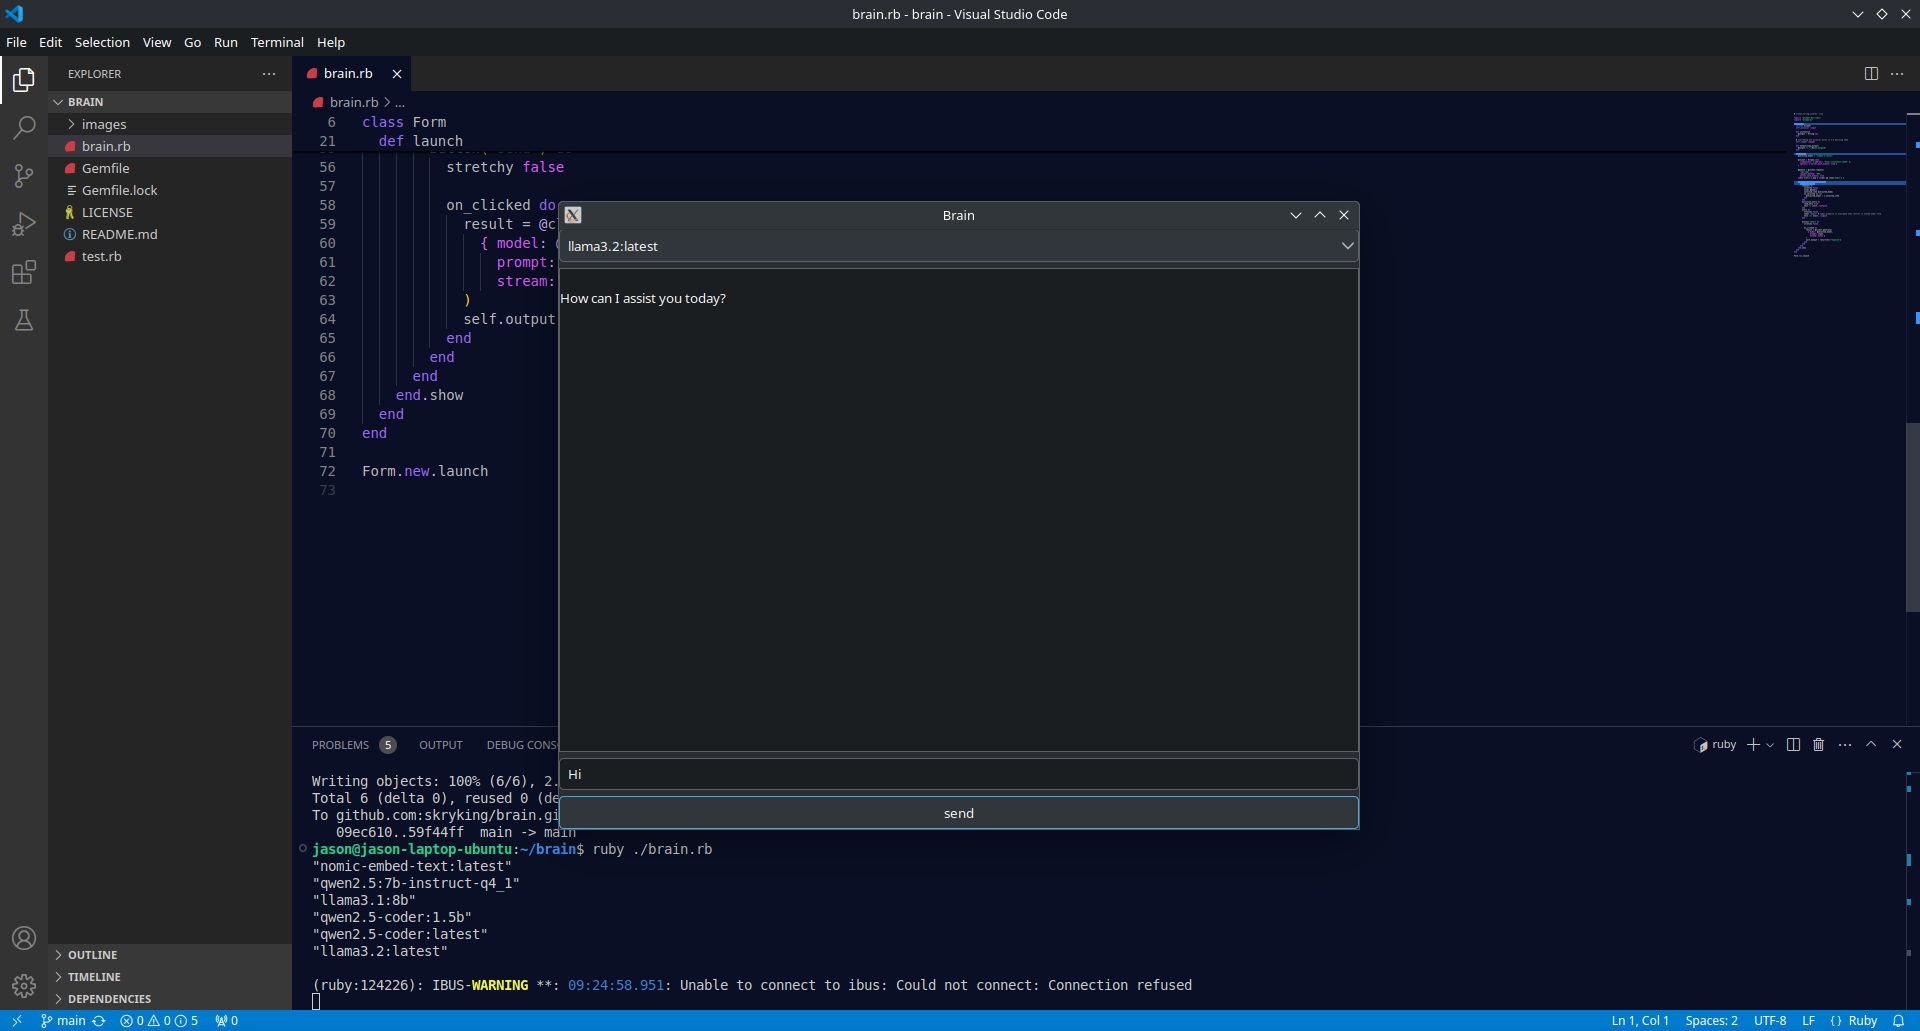 brain.rb - brain - Visual Studio Code
File Edit Selection View Go Run Terminal Help
EXPLORER
BRAIN
images
brain.rb
Gemfile
Gemfile.lock
LICENSE
README.md
test.rb
OUTLINE
TIMELINE
DEPENDENCIES
brain.rb
brain.rb > ...
6 class Form
21 def launch
56 stretchy false
57
58 on_clicked do
59 result = @c
60 { model:
61 prompt:
62 stream:
63 )
64 self.output
65 end
66 end
67 end
68 end.show
69 end
70 end
71
72 Form.new.launch
73
Brain
llama3.2:latest
How can I assist you today?
Hi
send
PROBLEMS 5 OUTPUT DEBUG CONS
ruby
Writing objects: 100% (6/6), 2.
Total 6 (delta 0), reused 0 (de
To github.com:skryking/brain.gi
09ec610..59f44ff main -> main
jason@jason-laptop-ubuntu:~/brain$ ruby ./brain.rb
"nomic-embed-text:latest"
"qwen2.5:7b-instruct-q4_1"
"llama3.1:8b"
"qwen2.5-coder:1.5b"
"qwen2.5-coder:latest"
"llama3.2:latest"
(ruby:124226): IBUS-WARNING **: 09:24:58.951: Unable to connect to ibus: Could not connect: Connection refused
main 0 0 5 0 Ln 1, Col 1 Spaces: 2 UTF-8 LF {} Ruby